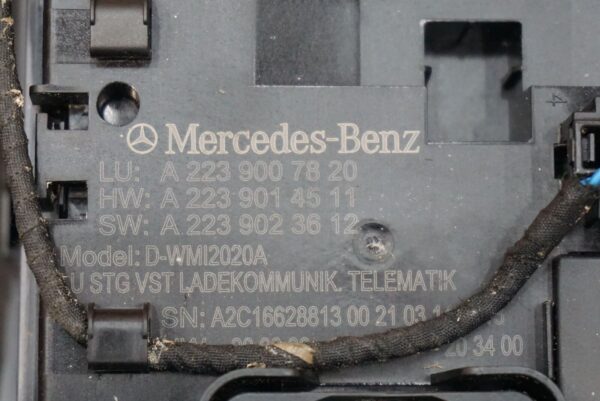 Mercedes-Benz
LU: A 223 900 78 20
HW: A 223 901 45 11
SW: A 223 902 36 12
Model: D-WMI2020A
U STG VST LADEKOMMUNIK. TELEMATIK
SN: A2C16628813 00 21 03
20 34 00
4